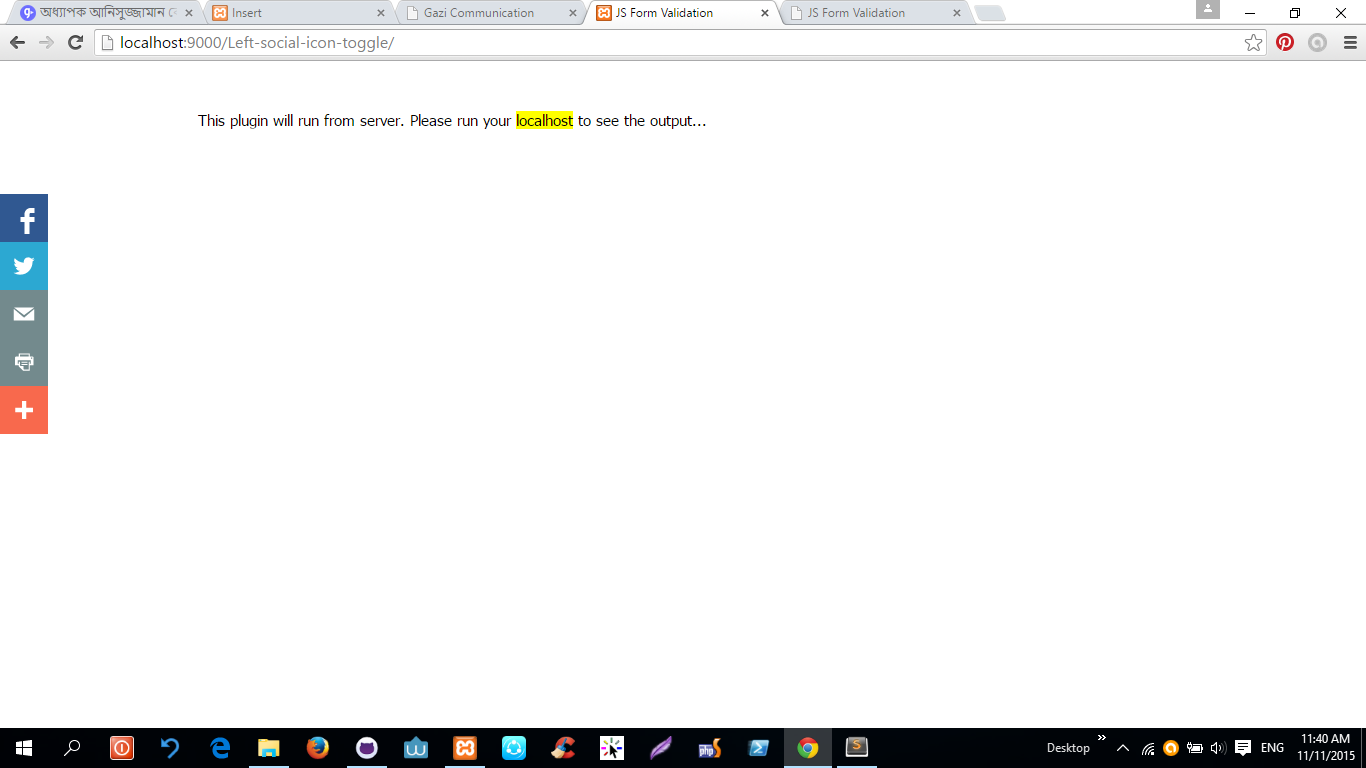 অধ্যাপক আনিসুজ্জামান
Insert
Gazi Communication
JS Form Validation
JS Form Validation
localhost:9000/Left-social-icon-toggle/
This plugin will run from server. Please run your localhost to see the output...
Desktop
ENG
11:40 AM
11/11/2015